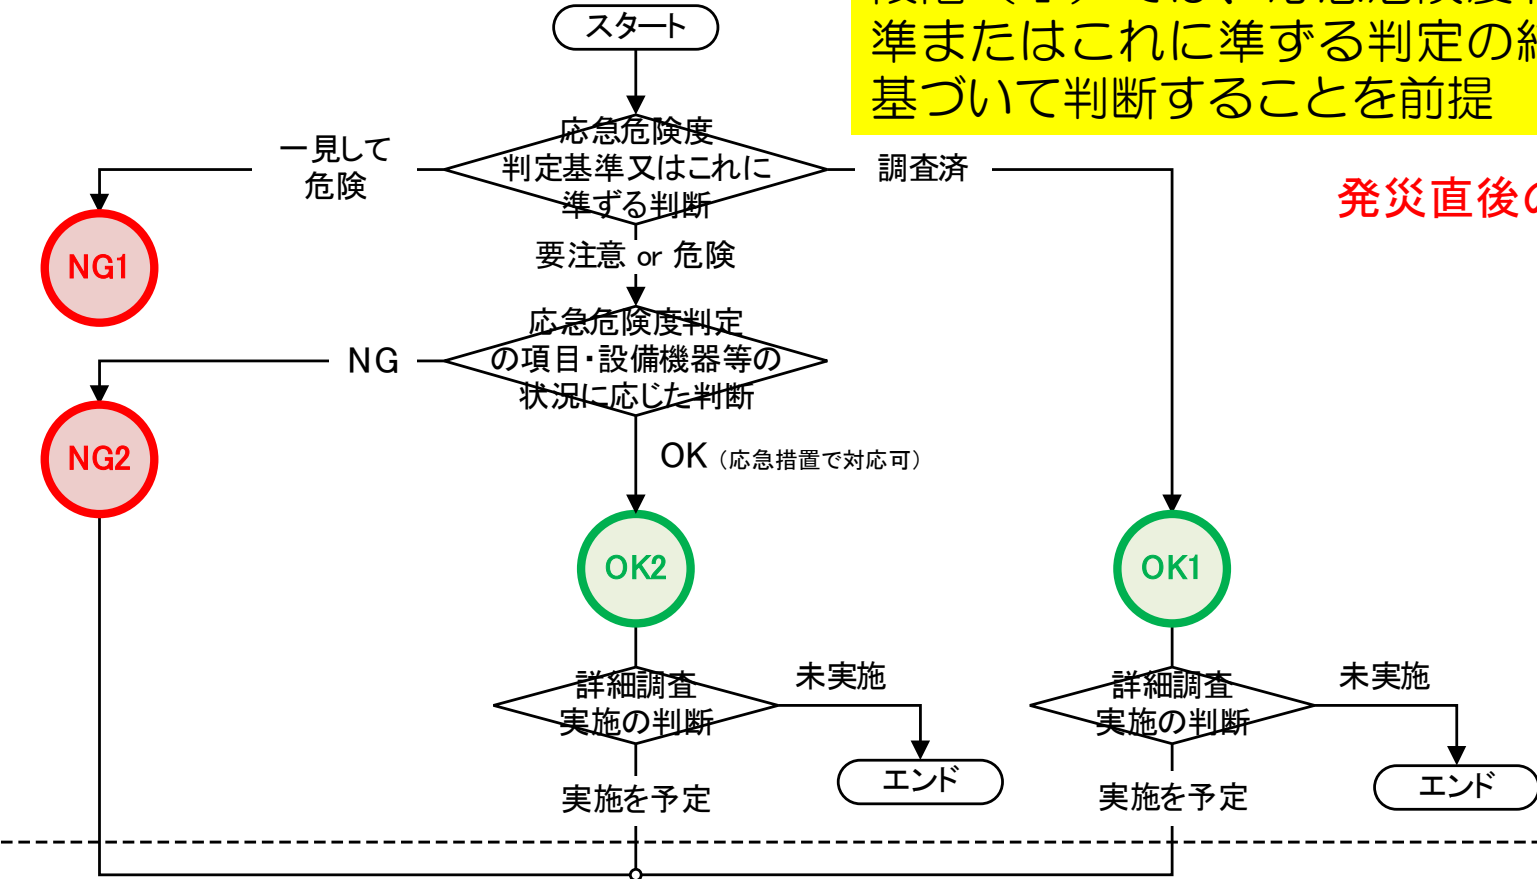 スタート
準またはこれに準ずる判定の
基づいて判断することを前提
応急危険度
判定基準又はこれに
準ずる判断
一見して
危険
調査済
発災直後
NG1
要注意 or 危険
応急危険度判定
の項目・設備機器等の
状況に応じた判断
NG
NG2
OK（応急措置で対応可）
OK2
OK1
詳細調査
実施の判断
未実施
詳細調査
実施の判断
未実施
エンド
エンド
実施を予定
実施を予定